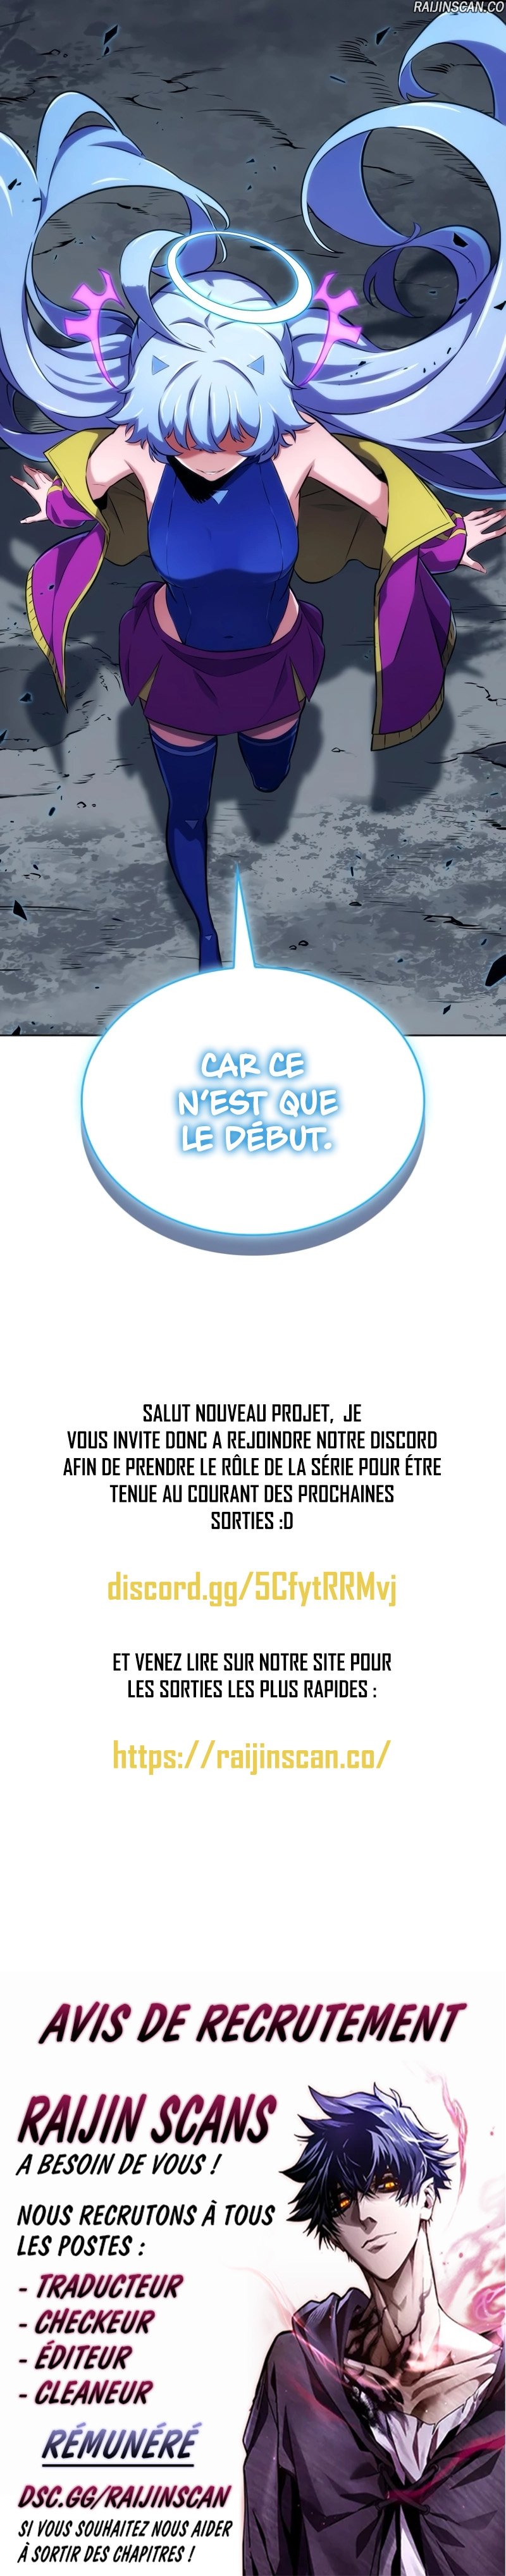 RAIJINSCAN.CO
CAR CE
N'EST QUE
LE DÉBUT.
SALUT NOUVEAU PROJET, JE
VOUS INVITE DONC A REJOINDRE NOTRE DISCORD
AFIN DE PRENDRE LE RÔLE DE LA SÉRIE POUR ÉTRE
TENUE AU COURANT DES PROCHAINES
SORTIES :D
discord.gg/5CfytRRMvj
ET VENEZ LIRE SUR NOTRE SITE POUR
LES SORTIES LES PLUS RAPIDES :
https://raijinscan.co/
AVIS DE RECRUTEMENT
RAIJIN SCANS
A BESOIN DE VOUS !
NOUS RECRUTONS À TOUS
LES POSTES :
- TRADUCTEUR
- CHECKEUR
- ÉDITEUR
- CLEANEUR
RÉMUNÉRÉ
DSC.GG/RAIJINSCAN
SI VOUS SOUHAITEZ NOUS AIDER
À SORTIR DES CHAPITRES !